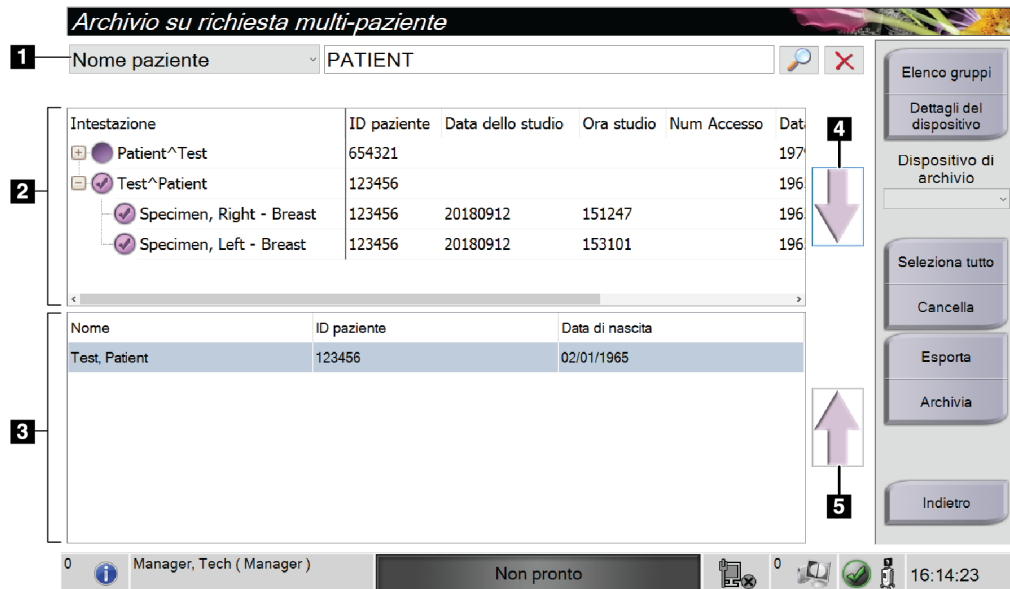 Archivio su richiesta multi-paziente
1
Nome paziente
PATIENT
Elenco gruppi
Dettagli del
dispositivo
Dispositivo di
archivio
2
Intestazione ID paziente Data dello studio Ora studio Num Accesso
Patient^Test 654321
Test^Patient 123456
Specimen, Right - Breast 123456 20180912 151247
Specimen, Left - Breast 123456 20180912 153101
4
Seleziona tutto
Cancella
3
Nome ID paziente Data di nascita
Test, Patient 123456 02/01/1965
Esporta
Archivia
5
Indietro
0 Manager, Tech ( Manager ) Non pronto 0 16:14:23